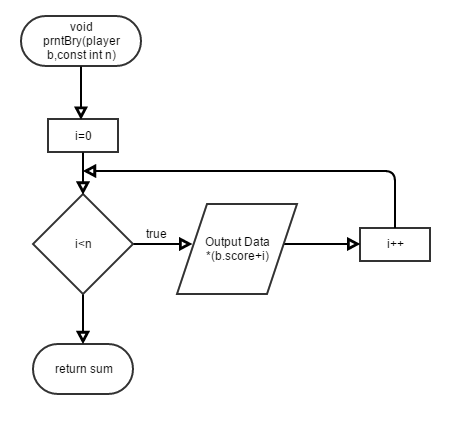 void
prntBry(player
b,const int n)
i=0
i<n
true
Output Data
*(b.score+i)
i++
return sum